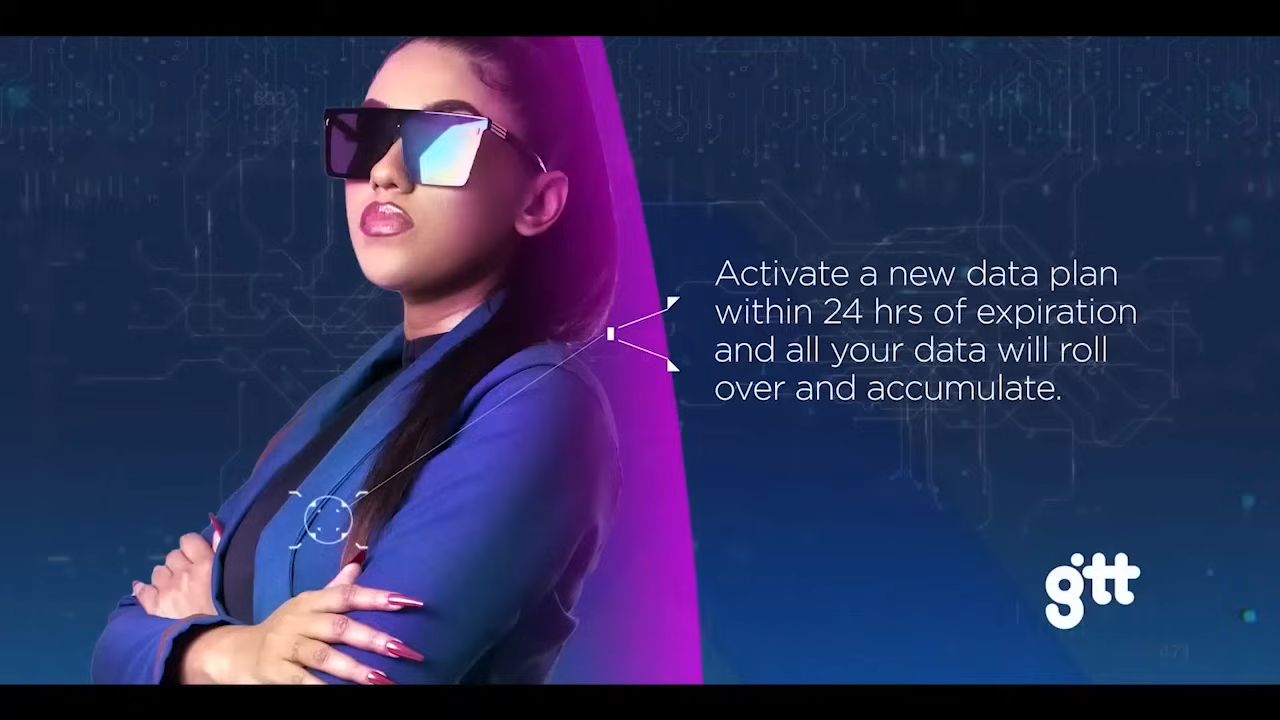 Activate a new data plan
within 24 hrs of expiration
and all your data will roll
over and accumulate.
gtt